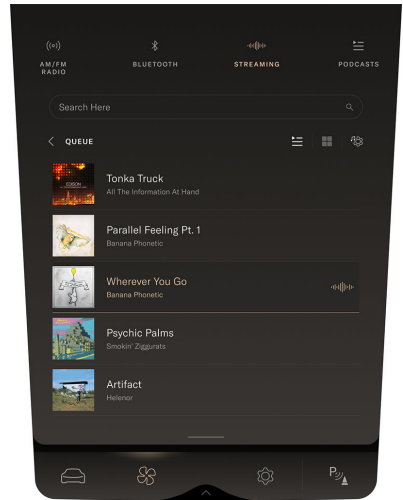 AM/FM
RADIO
BLUETOOTH
STREAMING
PODCASTS
Search Here
QUEUE
EDISON
Tonka Truck
All The Information At Hand
Parallel Feeling Pt. 1
Banana Phonetic
Wherever You Go
Banana Phonetic
Psychic Palms
Smokin' Ziggurats
Artifact
Helenor
P